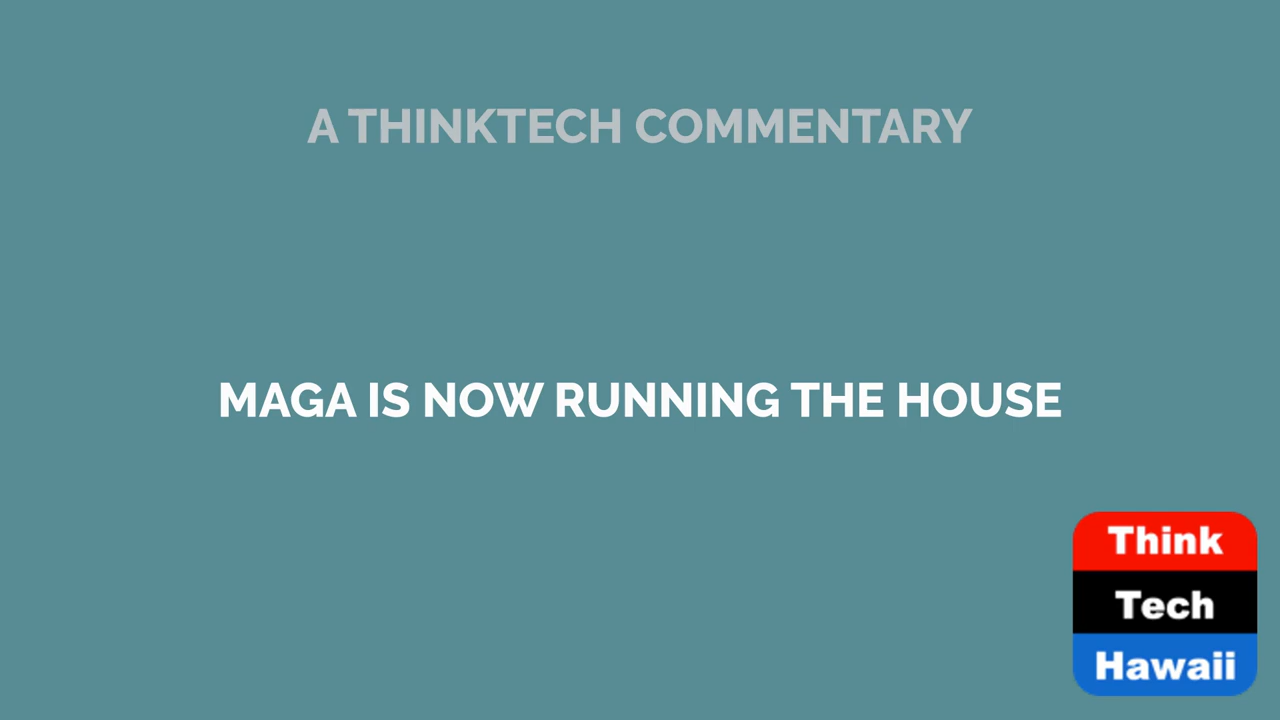 A THINKTECH COMMENTARY
MAGA IS NOW RUNNING THE HOUSE
Think
Tech
Hawaii